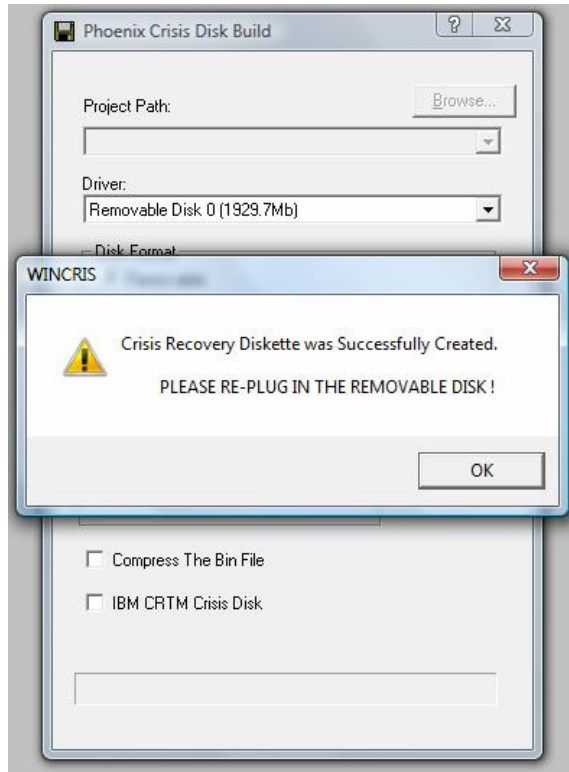 Phoenix Crisis Disk Build
Browse...
Project Path:
Driver:
Removable Disk 0 (1929.7Mb)
Disk Format
WINCRIS
Crisis Recovery Diskette was Successfully Created.
PLEASE RE-PLUG IN THE REMOVABLE DISK !
OK
Compress The Bin File
IBM CRTM Crisis Disk